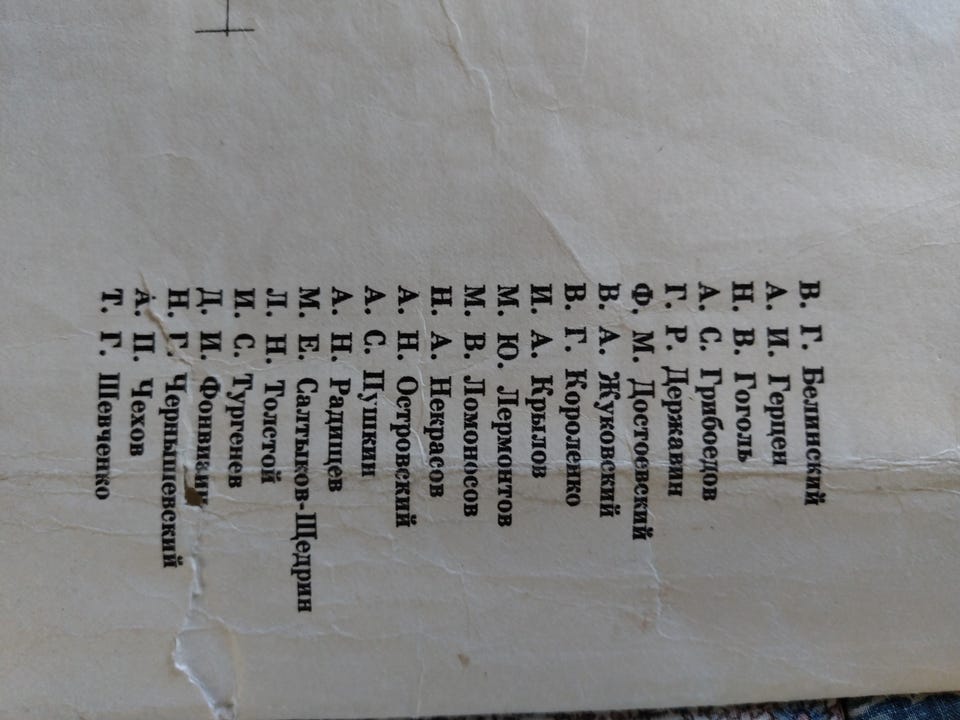 В. Г. Белинский
А. И. Герцен
Н. В. Гоголь
А. С. Грибоедов
Г. Р. Державин
Ф. М. Достоевский
В. А. Жуковский
В. Г. Короленко
И. А. Крылов
М. Ю. Лермонтов
М. В. Ломоносов
Н. А. Некрасов
А. Н. Островский
А. С. Пушкин
А. Н. Радищев
М. Е. Салтыков-Щедрин
Л. Н. Толстой
И. С. Тургенев
Д. И. Фонвизин
Н. Г. Чернышевский
А. П. Чехов
Т. Г. Шевченко